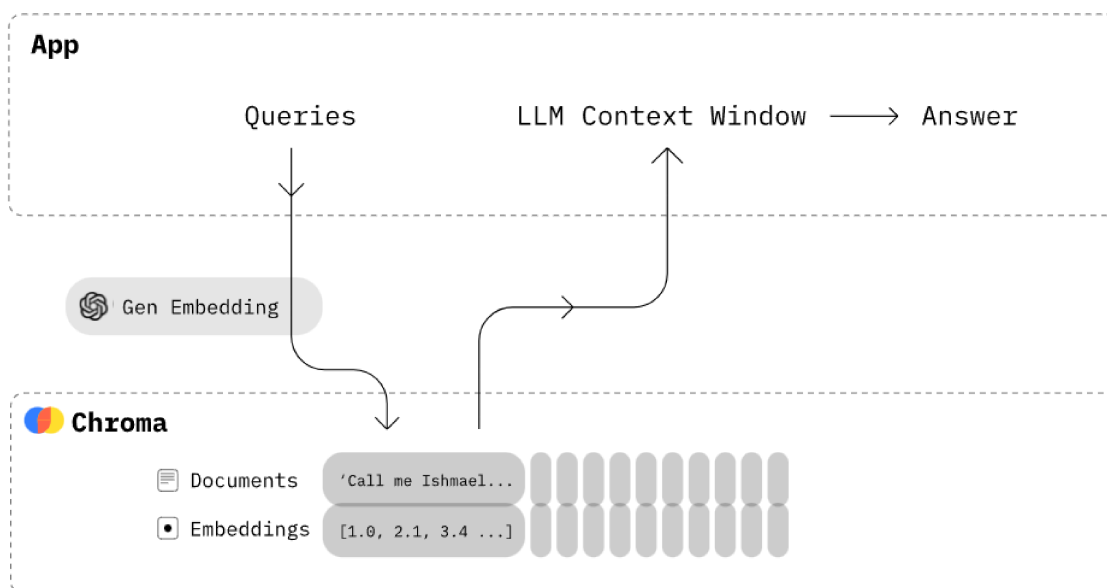 App
Queries
LLM Context Window
Answer
Gen Embedding
Chroma
Documents
‘Call me Ishmael...
Embeddings
[1.0, 2.1, 3.4 ...]